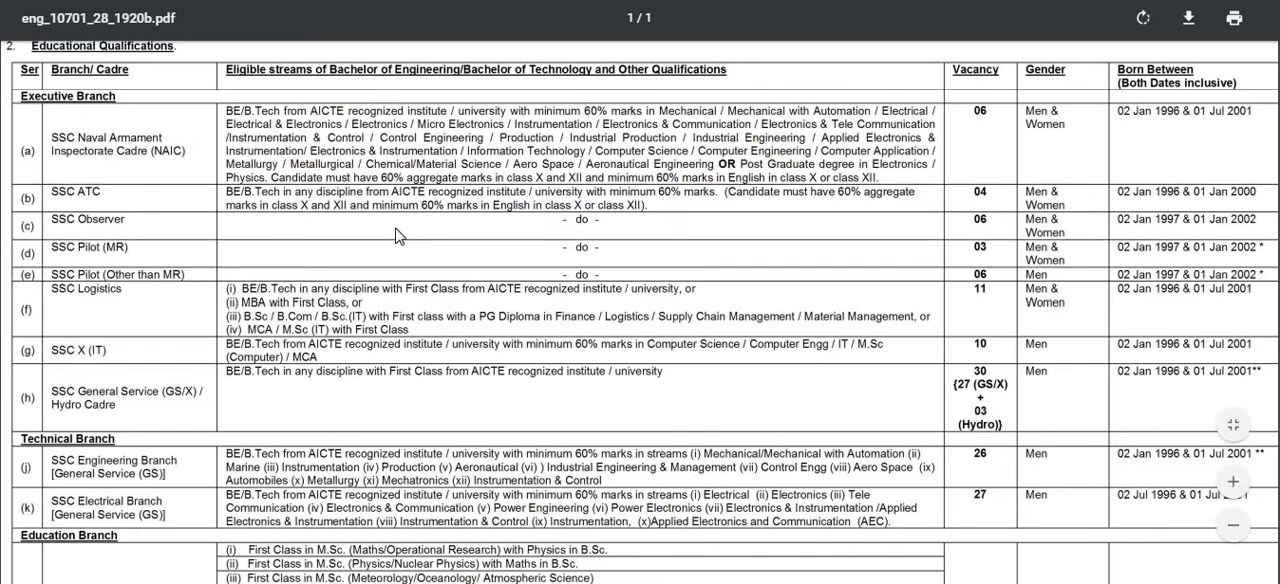 eng_10701_28_1920b.pdf
1 / 1
2. Educational Qualifications.
Ser Branch/ Cadre Eligible streams of Bachelor of Engineering/Bachelor of Technology and Other Qualifications Vacancy Gender Born Between
(Both Dates inclusive)
Executive Branch
(a) SSC Naval Armament
Inspectorate Cadre (NAIC)
BE/B.Tech from AICTE recognized institute / university with minimum 60% marks in Mechanical / Mechanical with Automation / Electrical /
Electrical & Electronics / Electronics / Micro Electronics / Instrumentation / Electronics & Communication / Electronics & Tele Communication
/Instrumentation & Control / Control Engineering / Production / Industrial Production / Industrial Engineering / Applied Electronics &
Instrumentation/ Electronics & Instrumentation / Information Technology / Computer Science / Computer Engineering / Computer Application /
Metallurgy / Metallurgical / Chemical/Material Science / Aero Space / Aeronautical Engineering OR Post Graduate degree in Electronics /
Physics. Candidate must have 60% aggregate marks in class X and XII and minimum 60% marks in English in class X or class XII.
06
Men &
Women
02 Jan 1996 & 01 Jul 2001
(b) SSC ATC
BE/B.Tech in any discipline from AICTE recognized institute / university with minimum 60% marks. (Candidate must have 60% aggregate
marks in class X and XII and minimum 60% marks in English in class X or class XII).
04
Men &
Women
02 Jan 1996 & 01 Jan 2000
(c) SSC Observer
- do -
06
Men &
Women
02 Jan 1997 & 01 Jan 2002
(d) SSC Pilot (MR)
- do -
03
Men &
Women
02 Jan 1997 & 01 Jan 2002 *
(e) SSC Pilot (Other than MR)
- do -
06
Men
02 Jan 1997 & 01 Jan 2002 *
(f) SSC Logistics
(i) BE/B.Tech in any discipline with First Class from AICTE recognized institute / university, or
(ii) MBA with First Class, or
(iii) B.Sc / B.Com / B.Sc.(IT) with First class with a PG Diploma in Finance / Logistics / Supply Chain Management / Material Management, or
(iv) MCA / M.Sc (IT) with First Class
11
Men &
Women
02 Jan 1996 & 01 Jul 2001
(g) SSC X (IT)
BE/B.Tech from AICTE recognized institute / university with minimum 60% marks in Computer Science / Computer Engg / IT / M.Sc
(Computer) / MCA
10
Men
02 Jan 1996 & 01 Jul 2001
(h) SSC General Service (GS/X) /
Hydro Cadre
BE/B.Tech in any discipline with First Class from AICTE recognized institute / university
30
{27 (GS/X)
+
03
(Hydro)}
Men
02 Jan 1996 & 01 Jul 2001**
Technical Branch
(j) SSC Engineering Branch
[General Service (GS)]
BE/B.Tech from AICTE recognized institute / university with minimum 60% marks in streams (i) Mechanical/Mechanical with Automation (ii)
Marine (iii) Instrumentation (iv) Production (v) Aeronautical (vi) ) Industrial Engineering & Management (vii) Control Engg (viii) Aero Space (ix)
Automobiles (x) Metallurgy (xi) Mechatronics (xii) Instrumentation & Control
26
Men
02 Jan 1996 & 01 Jul 2001 **
(k) SSC Electrical Branch
[General Service (GS)]
BE/B.Tech from AICTE recognized institute / university with minimum 60% marks in streams (i) Electrical (ii) Electronics (iii) Tele
Communication (iv) Electronics & Communication (v) Power Engineering (vi) Power Electronics (vii) Electronics & Instrumentation /Applied
Electronics & Instrumentation (viii) Instrumentation & Control (ix) Instrumentation, (x)Applied Electronics and Communication (AEC).
27
Men
02 Jul 1996 & 01 Jul
Education Branch
(i) First Class in M.Sc. (Maths/Operational Research) with Physics in B.Sc.
(ii) First Class in M.Sc. (Physics/Nuclear Physics) with Maths in B.Sc.
(iii) First Class in M.Sc. (Meteorology/Oceanology/ Atmospheric Science)